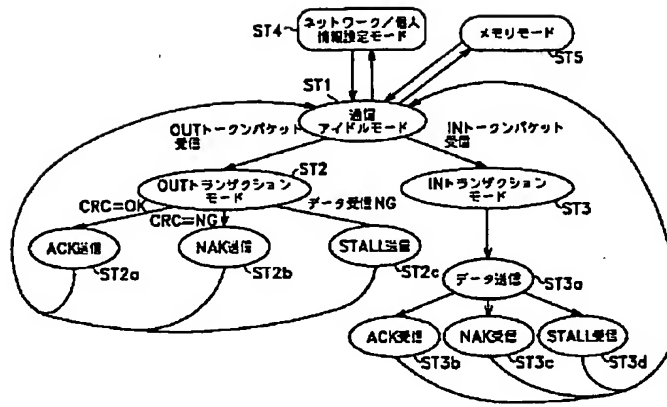 ST4
ネットワーク/個人
情報設定モード
メモリモード
ST5
ST1
通信
アイドルモード
OUTトークンパケット
受信
INトークンパケット
受信
ST2
OUTトランザクション
モード
INトランザクション
モード
ST3
CRC=OK
CRC=NG
データ受信NG
ACK送信
ST2a
NAK送信
ST2b
STALL送信
ST2c
データ送信
ST3a
ACK受信
ST3b
NAK受信
ST3c
STALL受信
ST3d